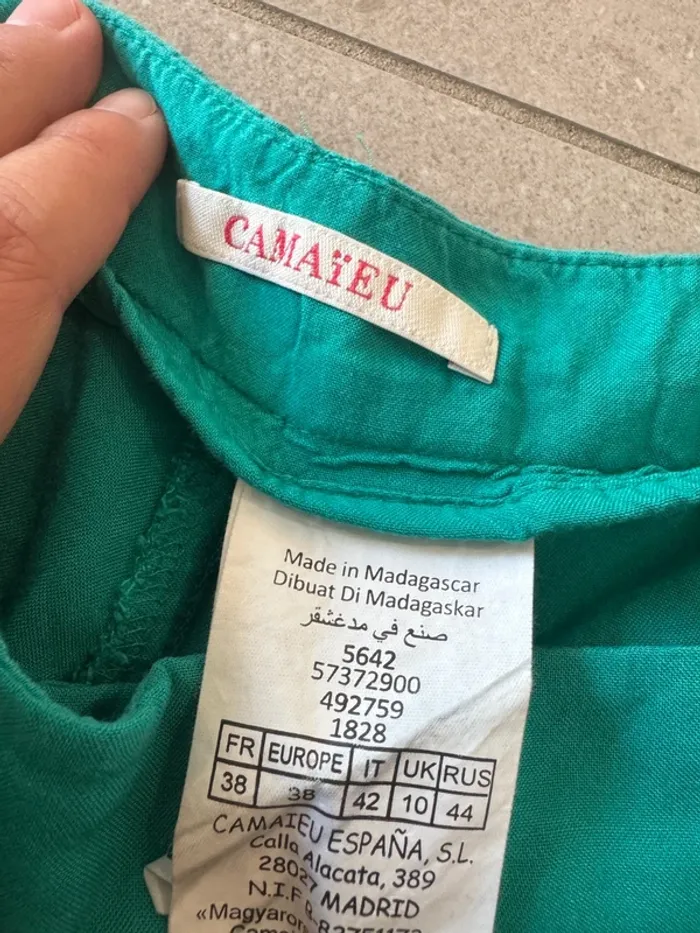 CAMAïEU
Made in Madagascar
Dibuat Di Madagaskar
صنع في مدغشقر
5642
57372900
492759
1828
FR EUROPE IT UK RUS
38 38 42 10 44
CAMAIEU ESPAÑA, S.L.
Calla Alacata, 389
28027
N.I.F MADRID